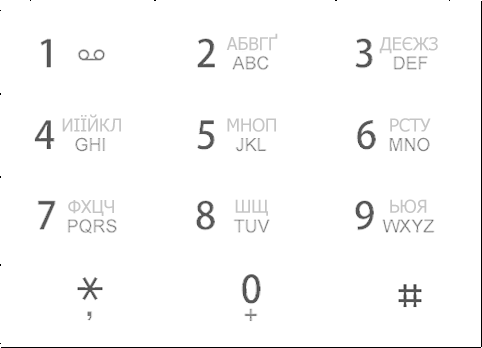 1
2 АБВГҐ
ABC
3 ДЕЄЖЗ
DEF
4 ИІЇЙКЛ
GHI
5 МНОП
JKL
6 РСТУ
MNO
7 ФХЦЧ
PQRS
8 ШЩ
TUV
9 ЬЮЯ
WXYZ
*
,
0
+
#